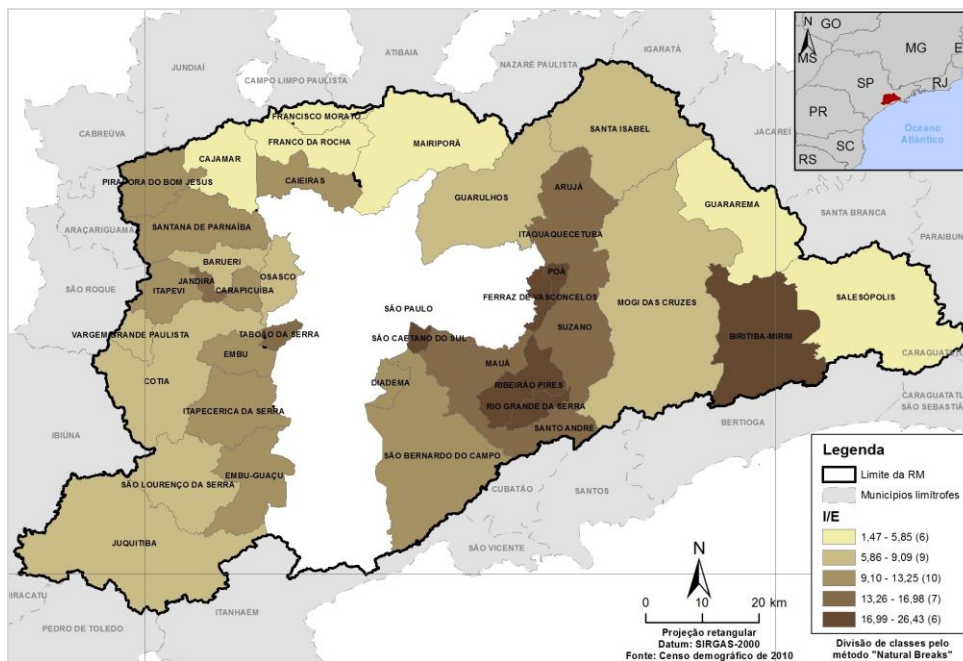 N
GO
MS
MG
E
SP
RJ
PR
SC
RS
Oceano
Atlântico
ATIBAIA
IGARATÁ
JUNDIAÍ
NAZARÉ PAULISTA
CAMPO LIMPO PAULISTA
CABREÚVA
JACAREÍ
FRANCISCO MORATO
SANTA ISABEL
FRANCO DA ROCHA
MAIRIPORÃ
CAJAMAR
PIRAPORA DO BOM JESUS
CAIEIRAS
ARUJÁ
GUARULHOS
GUARAREMA
SANTA BRANCA
ARAÇARIGUAMA
SANTANA DE PARNAÍBA
ITAQUAQUECETUBA
PARAIBUN
BARUERI
OSASCO
POÁ
SÃO ROQUE
JANDIRA
ITAPEVI
CARAPICUÍBA
FERRAZ DE VASCONCELOS
SALESÓPOLIS
MOGI DAS CRUZES
SÃO PAULO
SUZANO
VARGEM GRANDE PAULISTA
TABOÃO DA SERRA
SÃO CAETANO DO SUL
BIRITIBA-MIRIM
EMBU
MAUÁ
CARAGUATAT
COTIA
DIADEMA
RIBEIRÃO PIRES
CARAGUATATU
SÃO SEBASTIÃ
ITAPECERICA DA SERRA
RIO GRANDE DA SERRA
BERTIOGA
SANTO ANDRÉ
IBIÚNA
SÃO BERNARDO DO CAMPO
EMBU-GUAÇU
CUBATÃO
SÃO LOURENÇO DA SERRA
SANTOS
JUQUITIBA
SÃO VICENTE
IRACATU
ITANHAÉM
PEDRO DE TOLEDO
Legenda
Limite da RM
Municípios limítrofes
I/E
1,47 - 5,85 (6)
5,86 - 9,09 (9)
9,10 - 13,25 (10)
13,26 - 16,98 (7)
16,99 - 26,43 (6)
Divisão de classes pelo
método "Natural Breaks"
N
0 10 20 km
Projeção retangular
Datum: SIRGAS-2000
Fonte: Censo demográfico de 2010